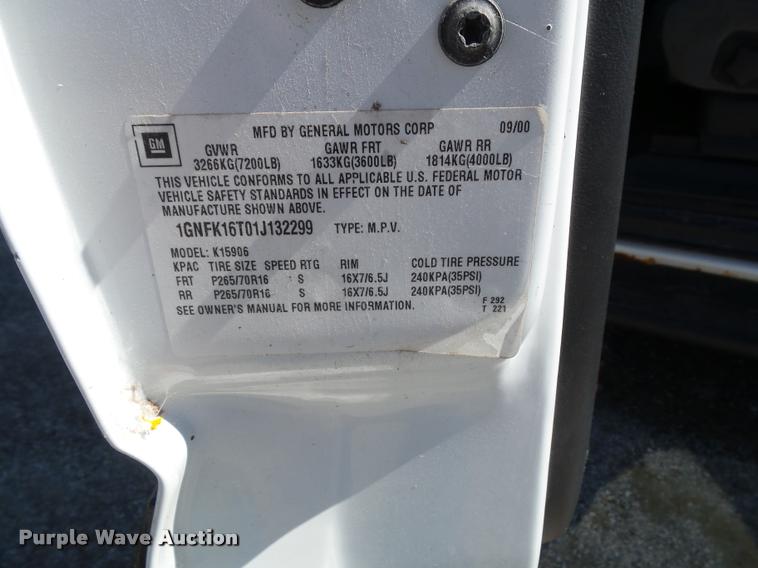 MFD BY GENERAL MOTORS CORP 09/00
GM
GVWR GAWR FRT GAWR RR
3266KG(7200LB) 1633KG(3600LB) 1814KG(4000LB)
THIS VEHICLE CONFORMS TO ALL APPLICABLE U.S. FEDERAL MOTOR
VEHICLE SAFETY STANDARDS IN EFFECT ON THE DATE OF
MANUFACTURE SHOWN ABOVE.
1GNFK16T01J132299 TYPE: M.P.V.
MODEL: K15906
KPAC TIRE SIZE SPEED RTG RIM COLD TIRE PRESSURE
FRT P265/70R16 S 16X7/6.5J 240KPA(35PSI)
RR P265/70R16 S 16X7/6.5J 240KPA(35PSI)
SEE OWNER'S MANUAL FOR MORE INFORMATION.
F 292
T 221
Purple Wave Auction